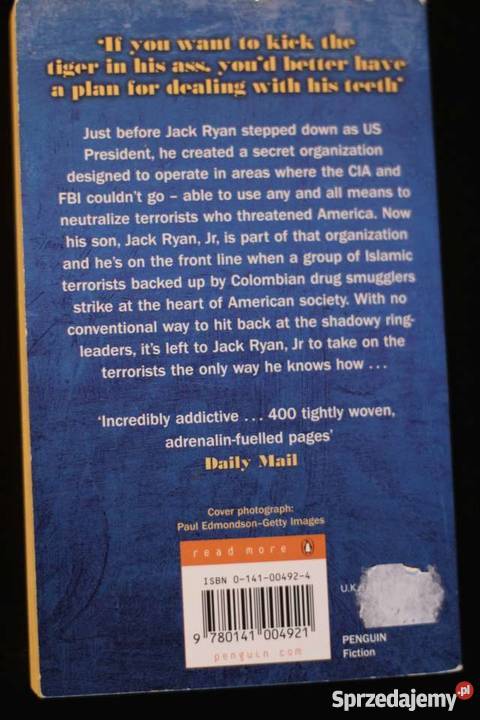 ‘If you want to kick the
tiger in his ass, you’d better have
a plan for dealing with his teeth’
Just before Jack Ryan stepped down as US
President, he created a secret organization
designed to operate in areas where the CIA and
FBI couldn’t go – able to use any and all means to
neutralize terrorists who threatened America. Now
his son, Jack Ryan, Jr, is part of that organization
and he’s on the front line when a group of Islamic
terrorists backed up by Colombian drug smugglers
strike at the heart of American society. With no
conventional way to hit back at the shadowy ring-
leaders, it’s left to Jack Ryan, Jr to take on the
terrorists the only way he knows how . . .
‘Incredibly addictive . . . 400 tightly woven,
adrenalin-fuelled pages’
Daily Mail
Cover photograph:
Paul Edmondson–Getty Images
read more
ISBN 0-141-00492-4
9 780141 004921
penguin.com
U.K.
PENGUIN
Fiction
Sprzedajemy.pl